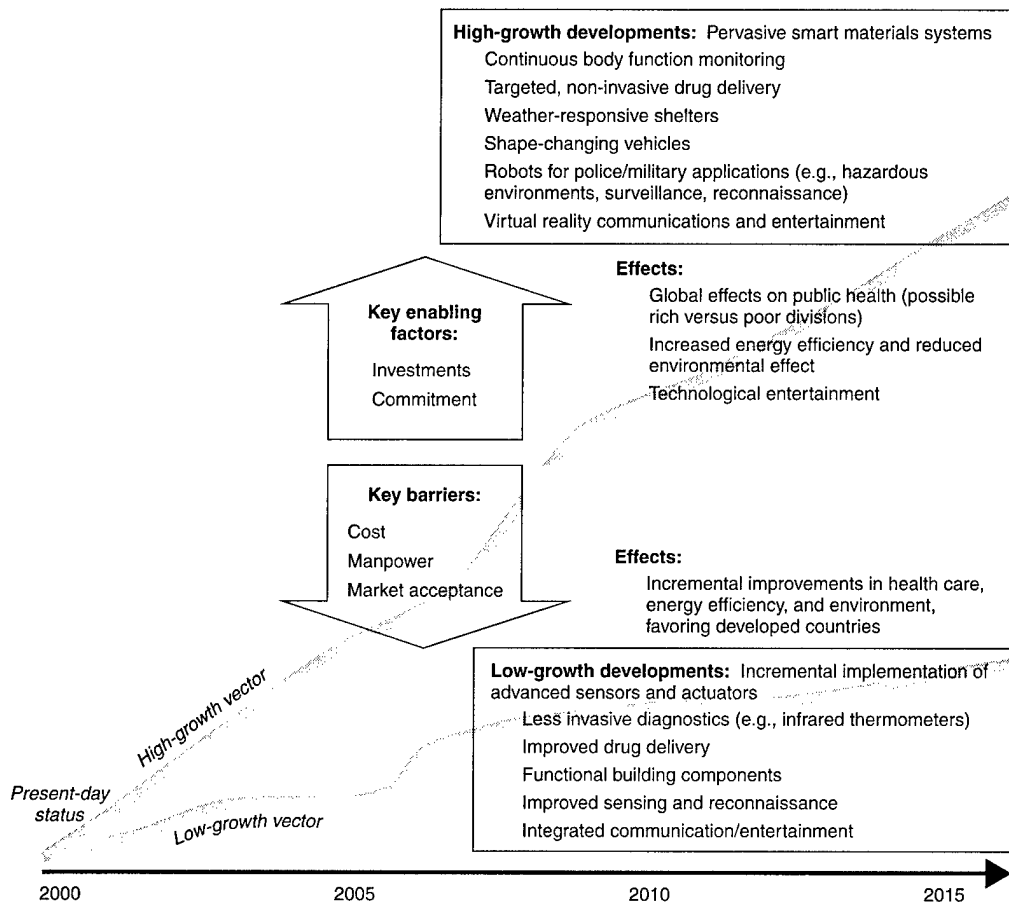 High-growth developments: Pervasive smart materials systems
Continuous body function monitoring
Targeted, non-invasive drug delivery
Weather-responsive shelters
Shape-changing vehicles
Robots for police/military applications (e.g., hazardous
environments, surveillance, reconnaissance)
Virtual reality communications and entertainment
Key enabling
factors:
Investments
Commitment
Effects:
Global effects on public health (possible
rich versus poor divisions)
Increased energy efficiency and reduced
environmental effect
Technological entertainment
Key barriers:
Cost
Manpower
Market acceptance
Effects:
Incremental improvements in health care,
energy efficiency, and environment,
favoring developed countries
Low-growth developments: Incremental implementation of
advanced sensors and actuators
Less invasive diagnostics (e.g., infrared thermometers)
Improved drug delivery
Functional building components
Improved sensing and reconnaissance
Integrated communication/entertainment
High-growth vector
Present-day
status
Low-growth vector
2000
2005
2010
2015